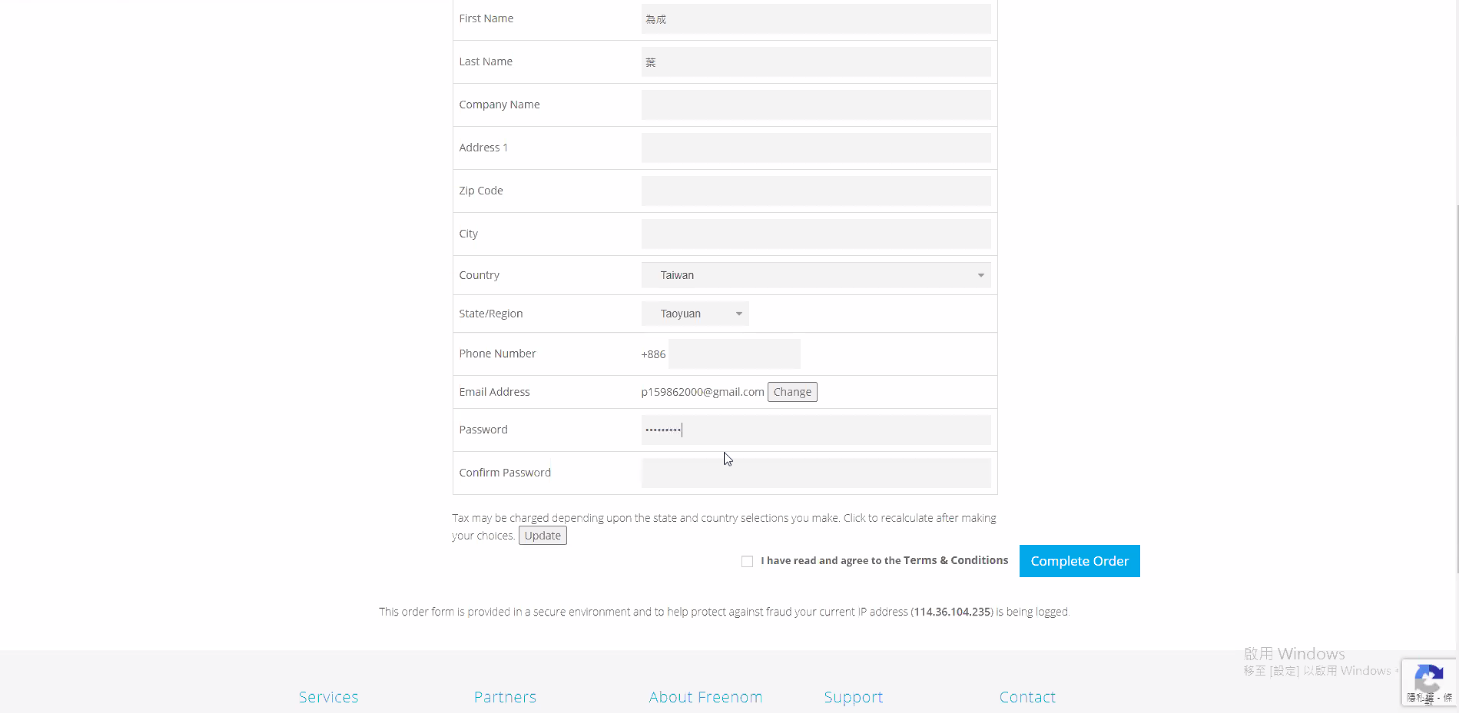 First Name 為成
Last Name 葉
Company Name
Address 1
Zip Code
City
Country Taiwan
State/Region Taoyuan
Phone Number +886
Email Address p159862000@gmail.com Change
Password •••••••••
Confirm Password
Tax may be charged depending upon the state and country selections you make. Click to recalculate after making
your choices. Update
I have read and agree to the Terms & Conditions Complete Order
This order form is provided in a secure environment and to help protect against fraud your current IP address (114.36.104.235) is being logged.
啟用 Windows
移至 [設定] 以啟用 Windows。
Services Partners About Freenom Support Contact